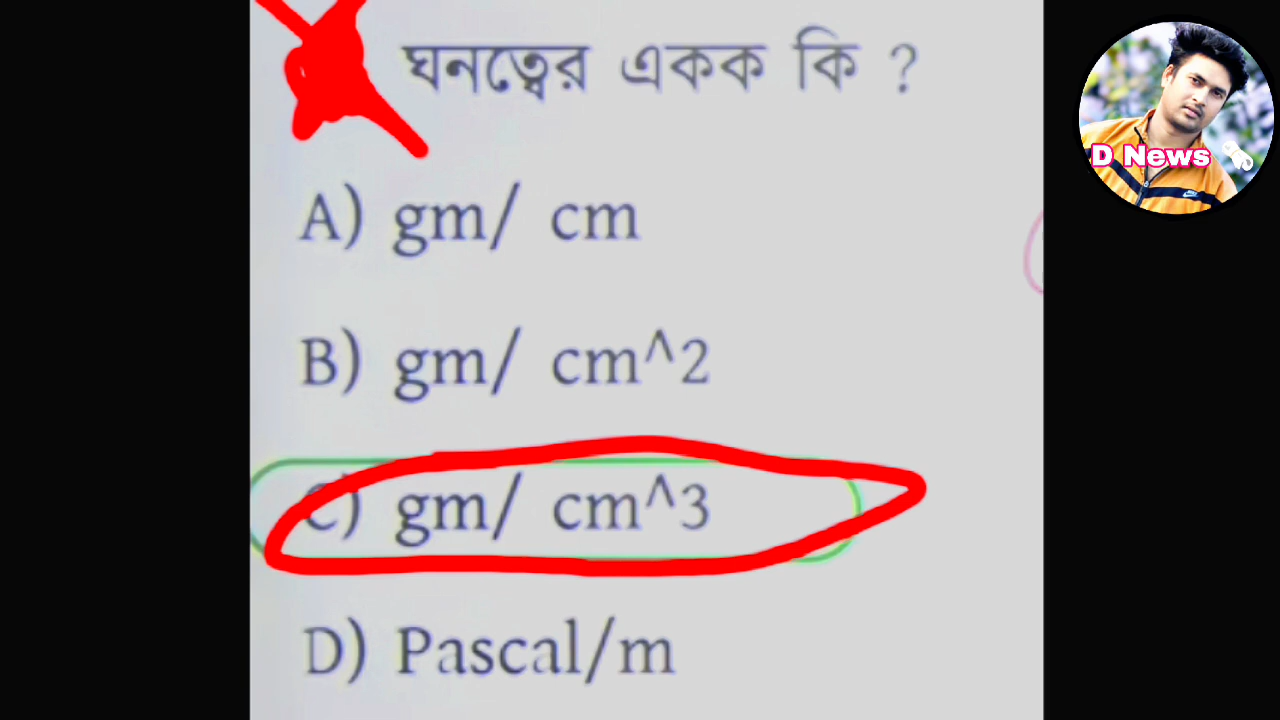 ঘনত্বের একক কি ?
D News
A) gm/ cm
B) gm/ cm^2
C) gm/ cm^3
D) Pascal/m